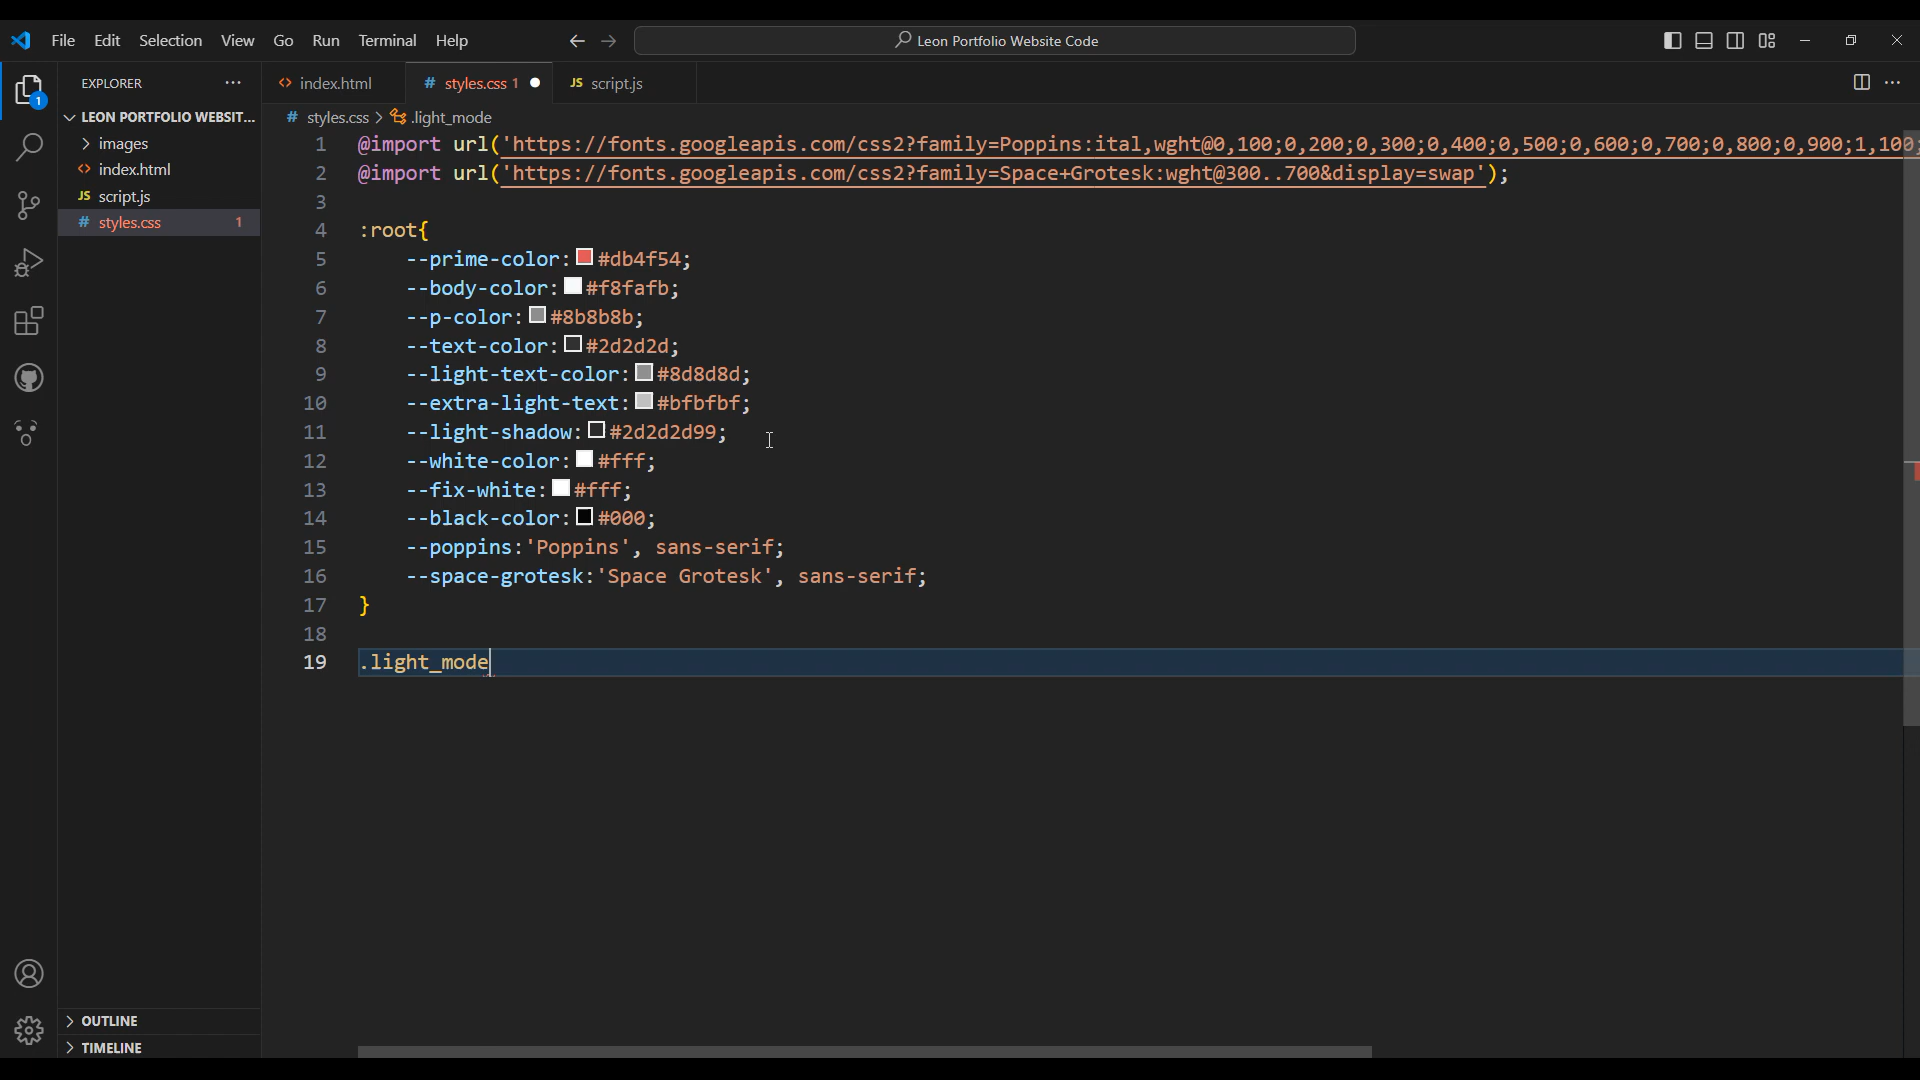 File Edit Selection View Go Run Terminal Help
Leon Portfolio Website Code
EXPLORER
LEON PORTFOLIO WEBSIT...
images
index.html
script.js
styles.css 1
OUTLINE
TIMELINE
1
index.html
styles.css 1
script.js
styles.css > .light_mode
1 @import url('https://fonts.googleapis.com/css2?family=Poppins:ital,wght@0,100;0,200;0,300;0,400;0,500;0,600;0,700;0,800;0,900;1,100;
2 @import url('https://fonts.googleapis.com/css2?family=Space+Grotesk:wght@300..700&display=swap');
3
4 :root{
5 --prime-color: #db4f54;
6 --body-color: #f8fafb;
7 --p-color: #8b8b8b;
8 --text-color: #2d2d2d;
9 --light-text-color: #8d8d8d;
10 --extra-light-text: #bfbfbf;
11 --light-shadow: #2d2d2d99;
12 --white-color: #fff;
13 --fix-white: #fff;
14 --black-color: #000;
15 --poppins:'Poppins', sans-serif;
16 --space-grotesk:'Space Grotesk', sans-serif;
17 }
18
19 .light_mode